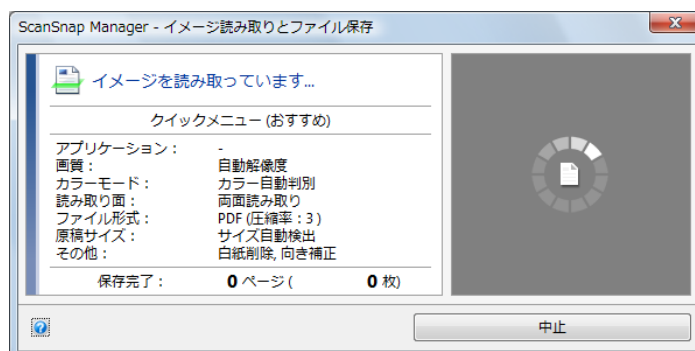 ScanSnap Manager - イメージ読み取りとファイル保存
イメージを読み取っています...
クイックメニュー (おすすめ)
アプリケーション : -
画質 : 自動解像度
カラーモード : カラー自動判別
読み取り面 : 両面読み取り
ファイル形式 : PDF (圧縮率 : 3 )
原稿サイズ : サイズ自動検出
その他 : 白紙削除, 向き補正
保存完了 : 0 ページ ( 0 枚)
中止